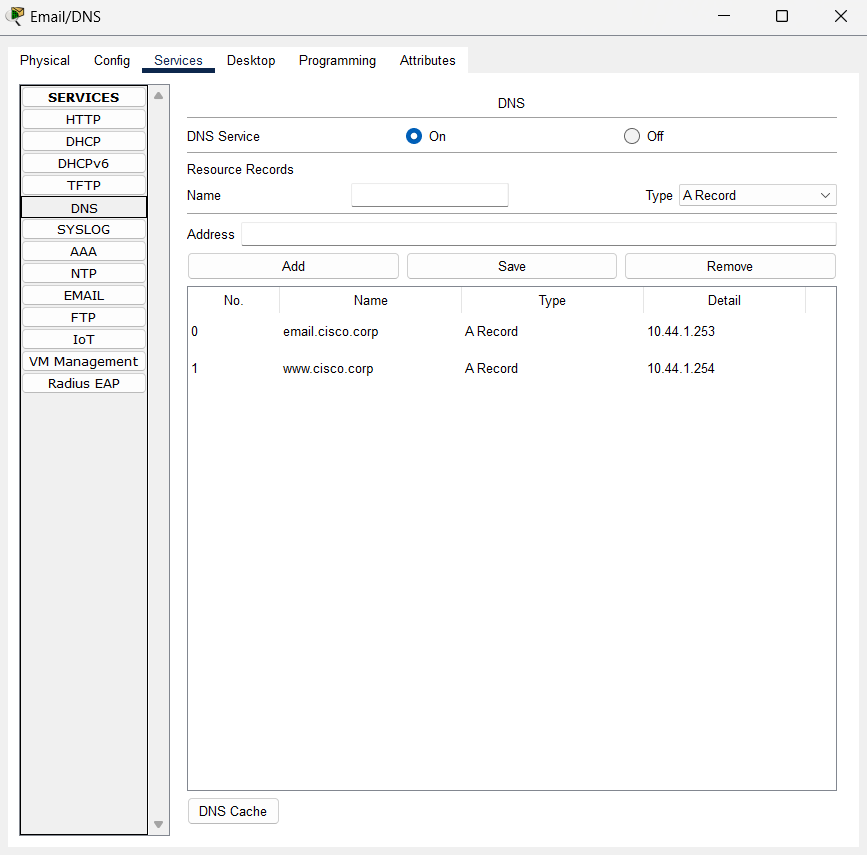 Email/DNS
Physical Config Services Desktop Programming Attributes
SERVICES
HTTP
DHCP
DHCPv6
TFTP
DNS
SYSLOG
AAA
NTP
EMAIL
FTP
IoT
VM Management
Radius EAP
DNS
DNS Service On Off
Resource Records
Name Type A Record
Address
Add Save Remove
No. Name Type Detail
0 email.cisco.corp A Record 10.44.1.253
1 www.cisco.corp A Record 10.44.1.254
DNS Cache